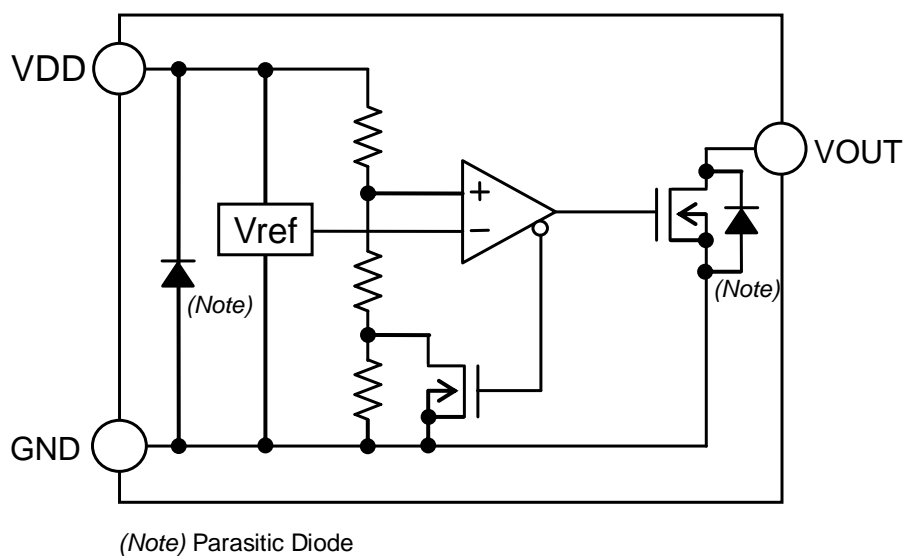 VDD
VOUT
+
Vref
−
(Note)
(Note)
GND
(Note) Parasitic Diode